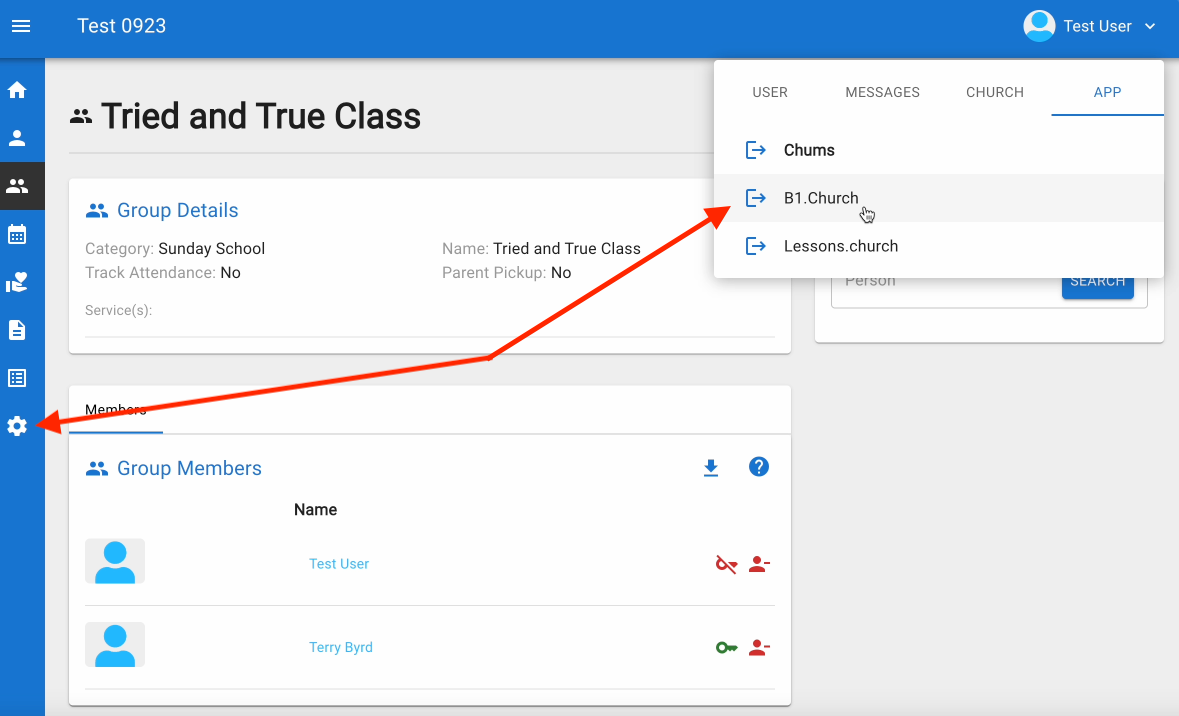 Test 0923
Test User
USER MESSAGES CHURCH APP
Chums
B1.Church
Lessons.church
Tried and True Class
Group Details
Category: Sunday School
Name: Tried and True Class
Track Attendance: No
Parent Pickup: No
Service(s):
Person
SEARCH
Members
Group Members
?
Name
Test User
Terry Byrd